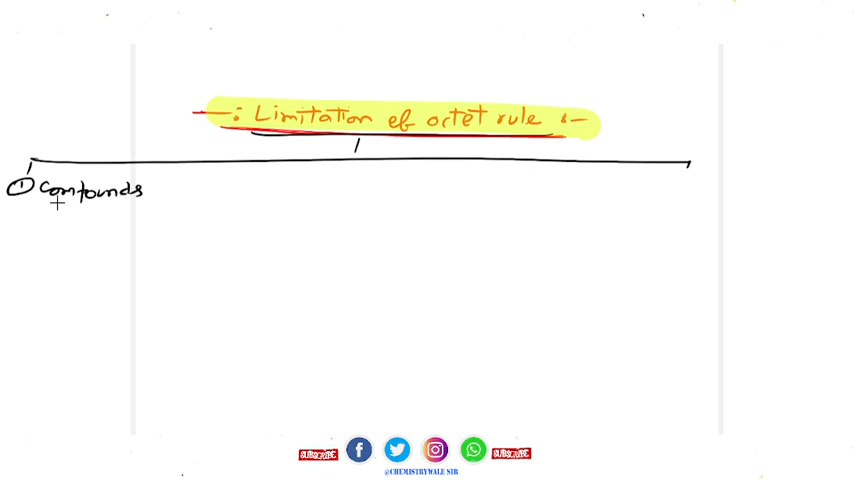 —: Limitation of octet rule :—
① Compounds
SUBSCRIBE SUBSCRIBE
@CHEMISTRYWALE SIR